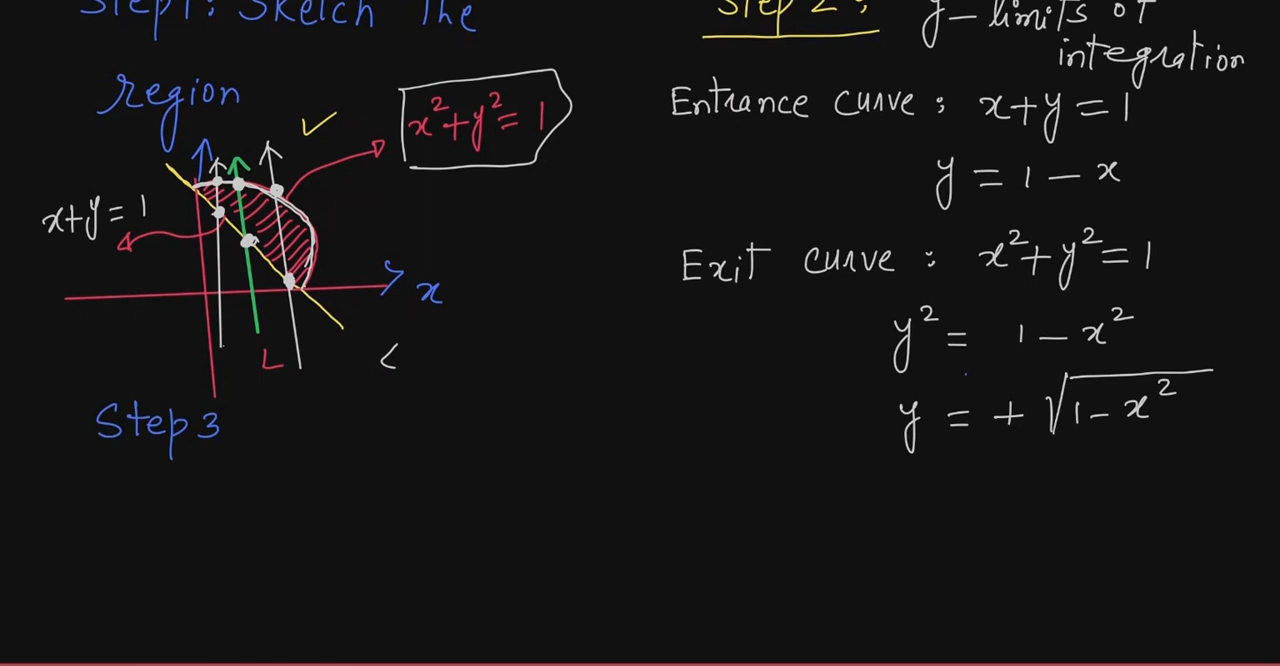 Step1: Sketch The
region
x²+y²=1
x+y=1
x
L
Step 3
Step 2: y-limits of
integration
Entrance curve: x+y=1
y=1-x
Exit curve: x²+y²=1
y²= 1-x²
y = +√1-x²